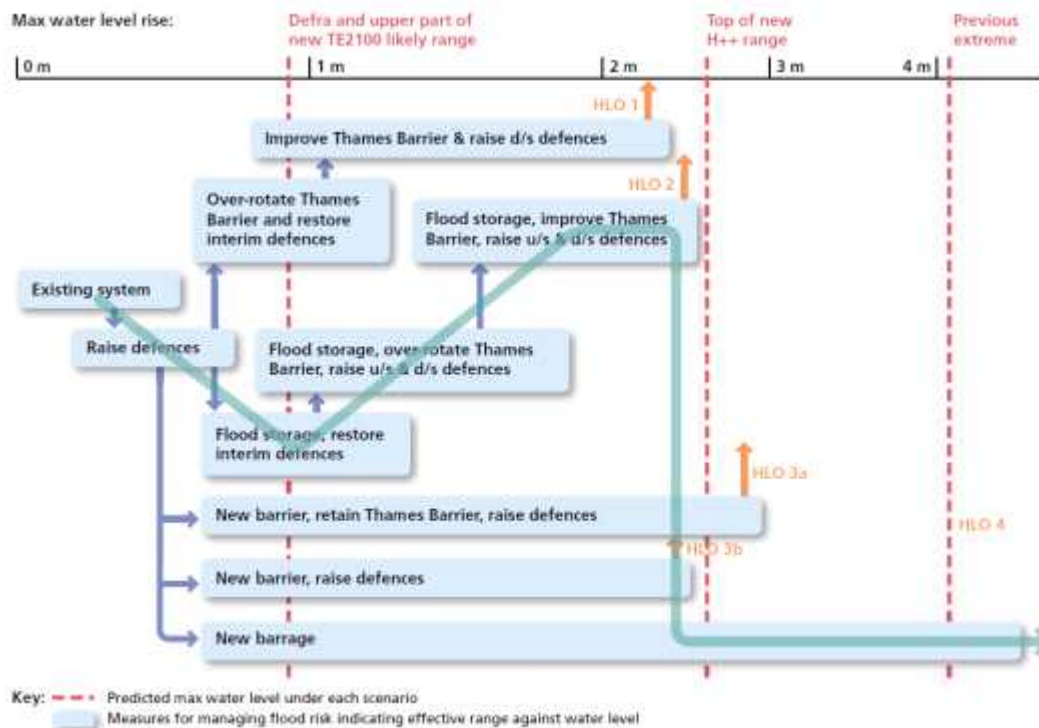 Max water level rise:
Defra and upper part of
new TE2100 likely range
Top of new
H++ range
Previous
extreme
0 m
1 m
2 m
3 m
4 m
HLO 1
Improve Thames Barrier & raise d/s defences
HLO 2
Over-rotate Thames
Barrier and restore
interim defences
Flood storage, improve Thames
Barrier, raise u/s & d/s defences
Existing system
Raise defences
Flood storage, over-rotate Thames
Barrier, raise u/s & d/s defences
Flood storage, restore
interim defences
HLO 3a
New barrier, retain Thames Barrier, raise defences
HLO 4
HLO 3b
New barrier, raise defences
New barrage
Key:
Predicted max water level under each scenario
Measures for managing flood risk indicating effective range against water level